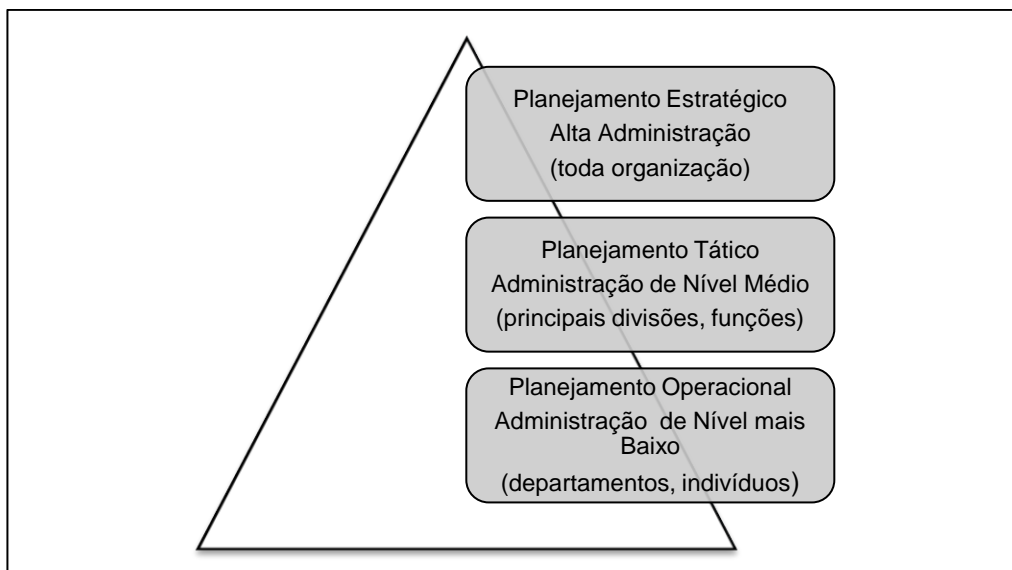 Planejamento Estratégico
Alta Administração
(toda organização)
Planejamento Tático
Administração de Nível Médio
(principais divisões, funções)
Planejamento Operacional
Administração de Nível mais
Baixo
(departamentos, indivíduos)